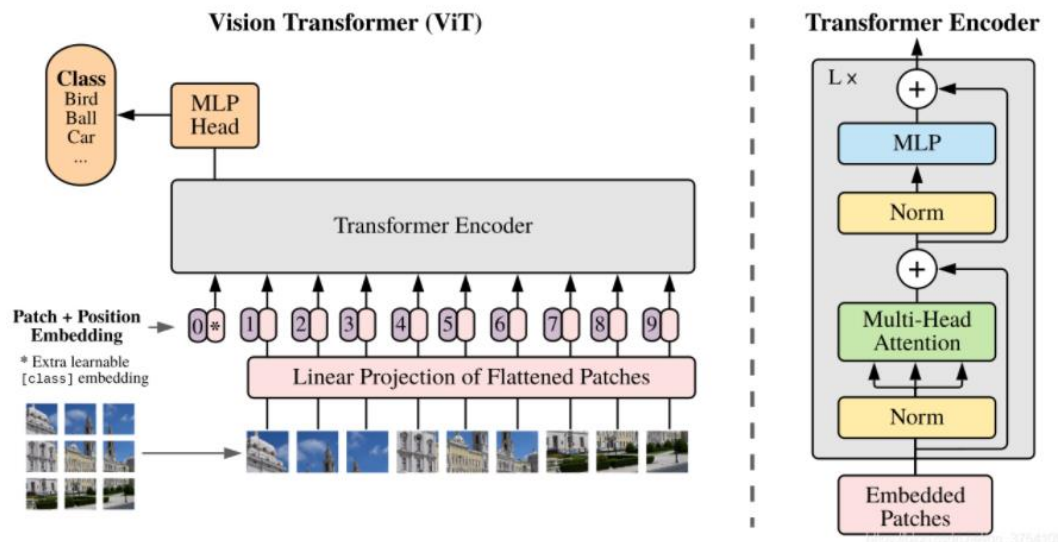 Vision Transformer (ViT)
Class
Bird
Ball
Car
...
MLP
Head
Transformer Encoder
Patch + Position
Embedding
0 * 1 2 3 4 5 6 7 8 9
* Extra learnable
[class] embedding
Linear Projection of Flattened Patches
Transformer Encoder
L ×
+
MLP
Norm
+
Multi-Head
Attention
Norm
Embedded
Patches